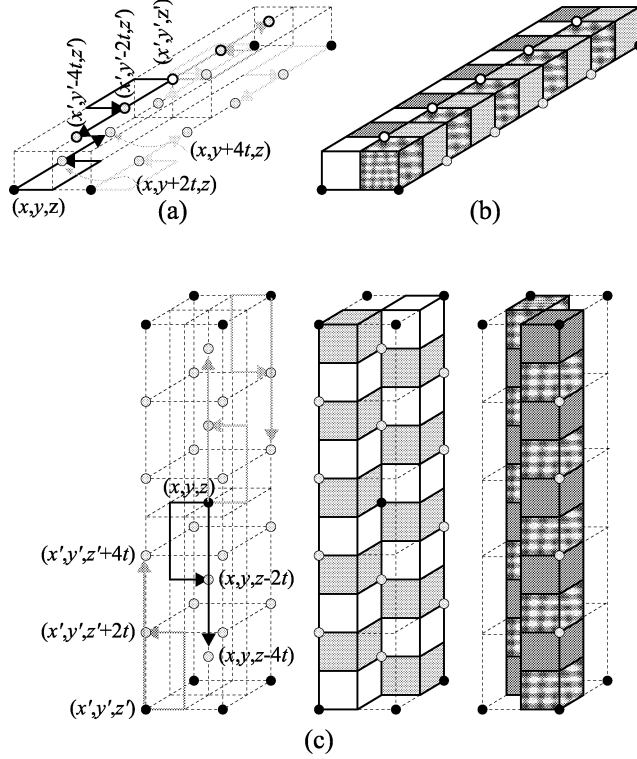 (x',y'-4t,z')
(x',y'-2t,z')
(x',y',z')
(x,y+4t,z)
(x,y+2t,z)
(x,y,z)
(a)
(b)
(x,y,z)
(x',y',z'+4t)
(x,y,z-2t)
(x',y',z'+2t)
(x,y,z-4t)
(x',y',z')
(c)